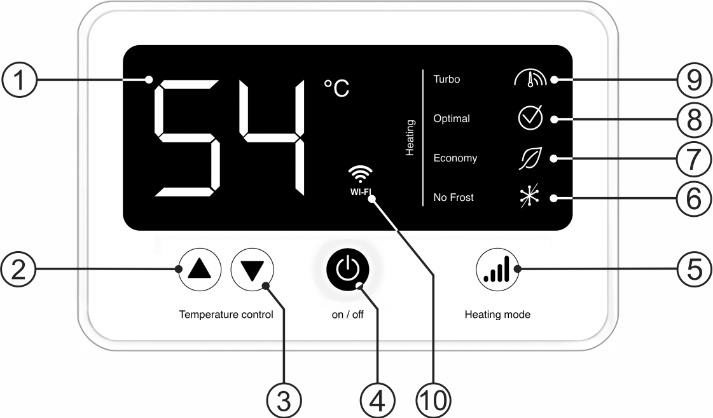 1
54 °C
Heating
Turbo
9
Optimal
8
Economy
7
No Frost
6
WI-FI
2
5
Temperature control
on / off
Heating mode
3
4
10